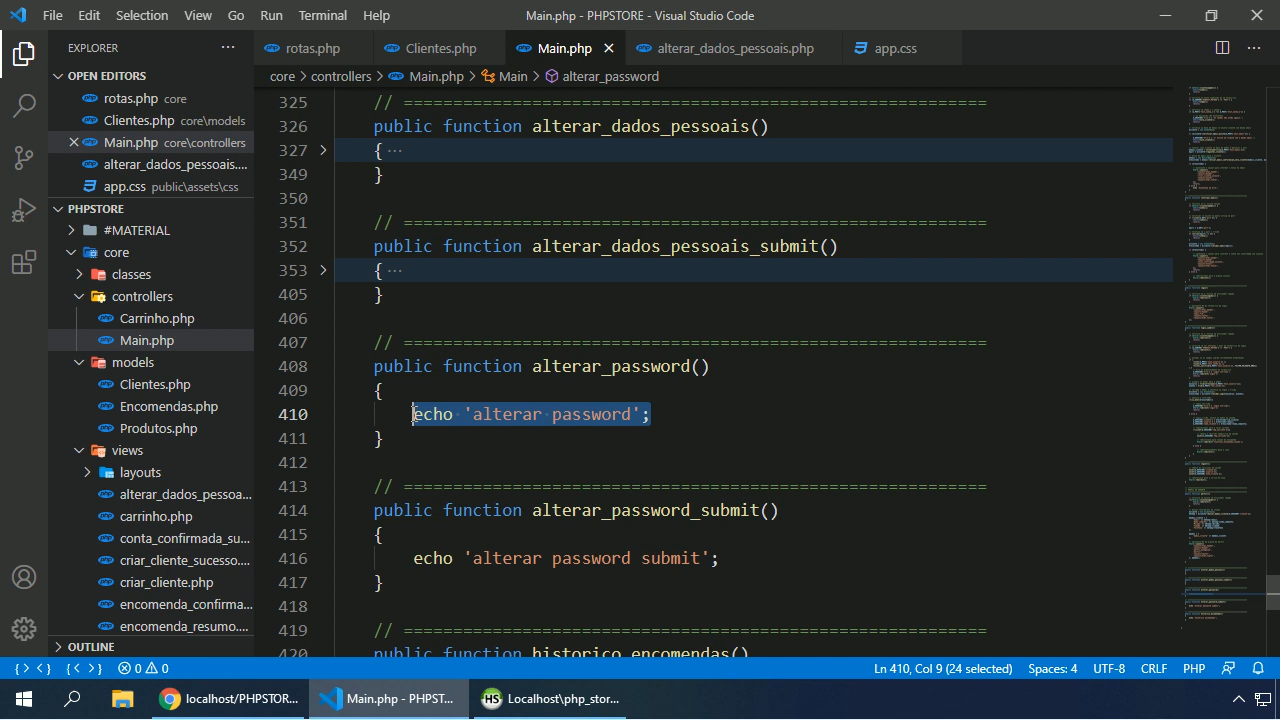 File Edit Selection View Go Run Terminal Help
Main.php - PHPSTORE - Visual Studio Code
EXPLORER
OPEN EDITORS
rotas.php core
Clientes.php core\models
Main.php core\controllers
alterar_dados_pessoais....
app.css public\assets\css
PHPSTORE
#MATERIAL
core
classes
controllers
Carrinho.php
Main.php
models
Clientes.php
Encomendas.php
Produtos.php
views
layouts
alterar_dados_pessoa...
carrinho.php
conta_confirmada_su...
criar_cliente_sucesso....
criar_cliente.php
encomenda_confirma...
encomenda_resumo....
OUTLINE
rotas.php
Clientes.php
Main.php
alterar_dados_pessoais.php
app.css
core > controllers > Main.php > Main > alterar_password
325 // ===========================================================
326 public function alterar_dados_pessoais()
327 { ...
349 }
350
351 // ===========================================================
352 public function alterar_dados_pessoais_submit()
353 { ...
405 }
406
407 // ===========================================================
408 public function alterar_password()
409 {
410 echo 'alterar password';
411 }
412
413 // ===========================================================
414 public function alterar_password_submit()
415 {
416 echo 'alterar password submit';
417 }
418
419 // ===========================================================
420 public function historico_encomendas()
0 0
Ln 410, Col 9 (24 selected)
Spaces: 4
UTF-8
CRLF
PHP
localhost/PHPSTOR...
Main.php - PHPST...
HS Localhost\php_stor...